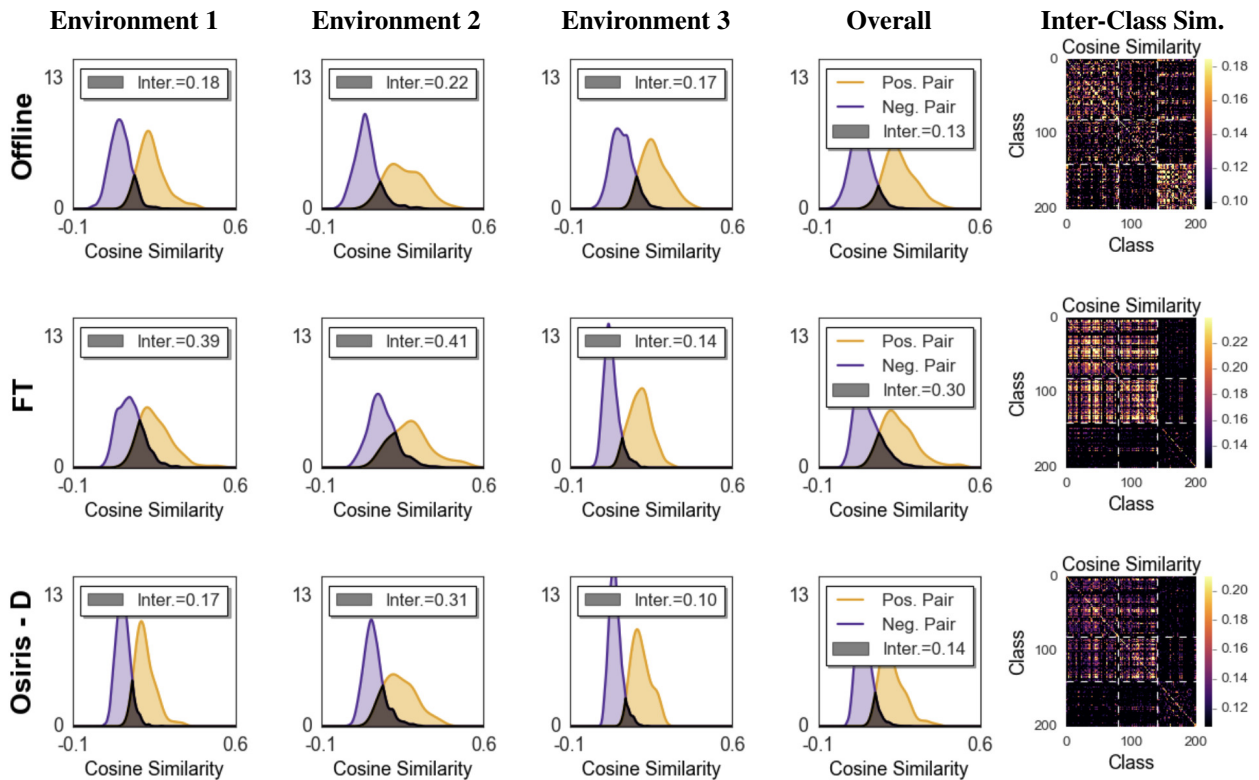 Environment 1 Environment 2 Environment 3 Overall Inter-Class Sim.
Offline
13 Inter.=0.18
0
-0.1 0.6
Cosine Similarity
13 Inter.=0.22
0
-0.1 0.6
Cosine Similarity
13 Inter.=0.17
0
-0.1 0.6
Cosine Similarity
13 Pos. Pair
Neg. Pair
Inter.=0.13
0
-0.1 0.6
Cosine Similarity
Cosine Similarity
0 0.18
0.16
100 0.14
Class
0.12
200 0.10
0 100 200
Class
FT
13 Inter.=0.39
0
-0.1 0.6
Cosine Similarity
13 Inter.=0.41
0
-0.1 0.6
Cosine Similarity
13 Inter.=0.14
0
-0.1 0.6
Cosine Similarity
13 Pos. Pair
Neg. Pair
Inter.=0.30
0
-0.1 0.6
Cosine Similarity
Cosine Similarity
0 0.22
0.20
0.18
100
Class
0.16
0.14
200
0 100 200
Class
Osiris - D
13 Inter.=0.17
0
-0.1 0.6
Cosine Similarity
13 Inter.=0.31
0
-0.1 0.6
Cosine Similarity
13 Inter.=0.10
0
-0.1 0.6
Cosine Similarity
13 Pos. Pair
Neg. Pair
Inter.=0.14
0
-0.1 0.6
Cosine Similarity
Cosine Similarity
0 0.20
0.18
0.16
100
Class
0.14
0.12
200
0 100 200
Class